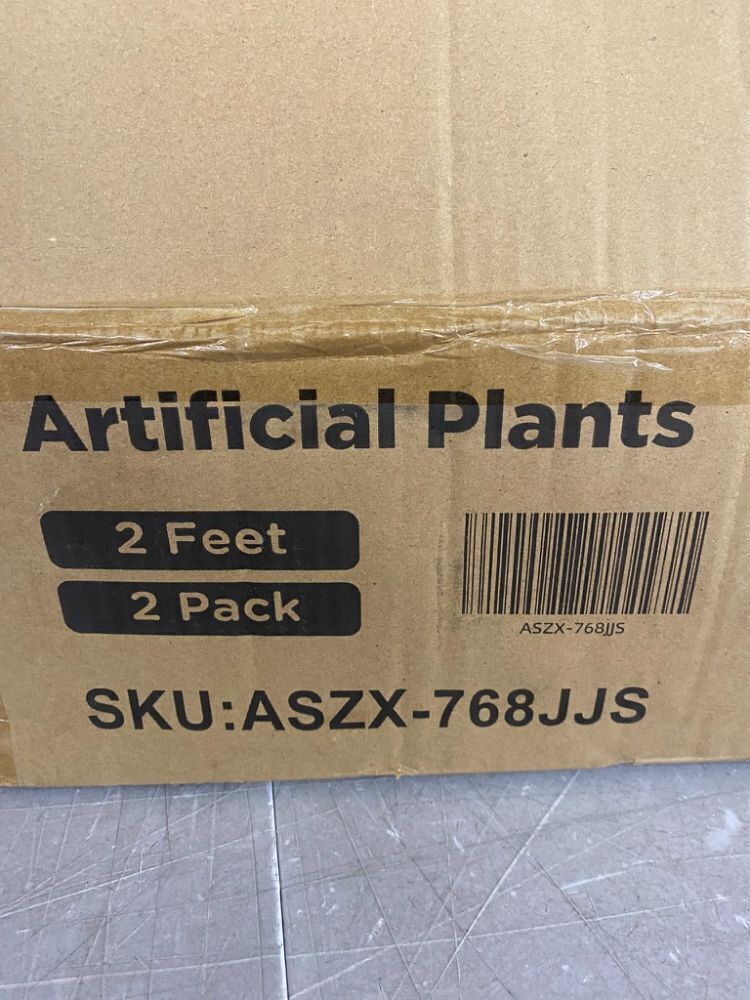 Artificial Plants
2 Feet
2 Pack
ASZX-768JJS
SKU:ASZX-768JJS